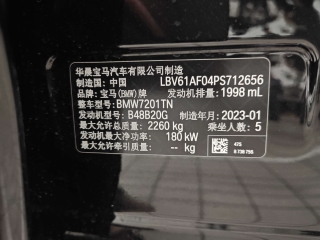 华晨宝马汽车有限公司制造
制造国：中国 LBV61AF04PS712656
品牌：宝马(BMW)牌 发动机排量：1998 mL
整车型号：BMW7201TN
发动机型号：B48B20G 制造年月：2023-01
最大允许总质量：2260 kg 乘坐人数：5
发动机最大净功率：180 kW
最大允许牵引质量：-- kg